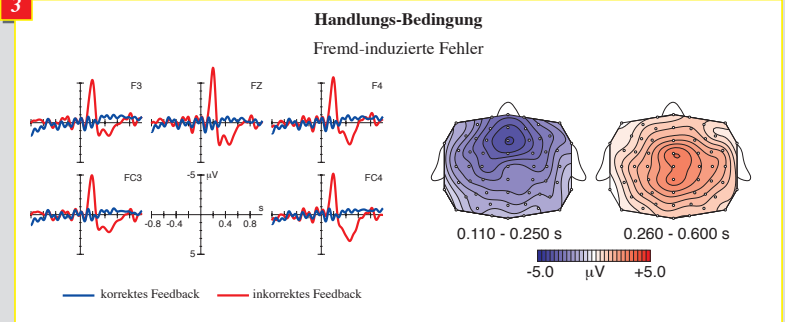 3
Handlungs-Bedingung
Fremd-induzierte Fehler
F3
FZ
F4
FC3
-5
µV
s
-0.8 -0.4
0.4 0.8
5
FC4
0.110 - 0.250 s
0.260 - 0.600 s
-5.0 µV +5.0
korrektes Feedback
inkorrektes Feedback